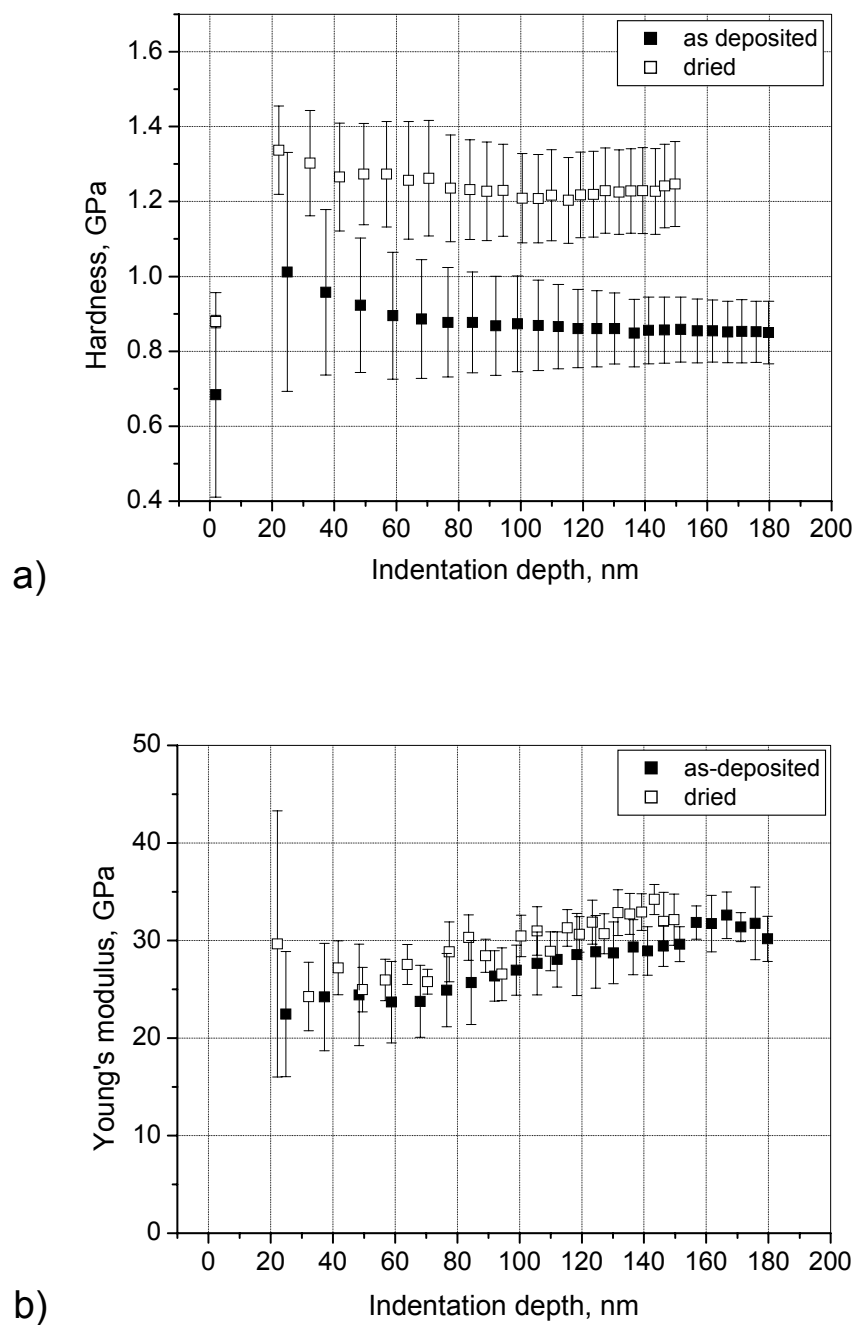 1.6
1.4
1.2
1.0
0.8
0.6
0.4
Hardness, GPa
as deposited
dried
0 20 40 60 80 100 120 140 160 180 200
Indentation depth, nm
a)
50
40
30
20
10
0
Young's modulus, GPa
as-deposited
dried
0 20 40 60 80 100 120 140 160 180 200
Indentation depth, nm
b)